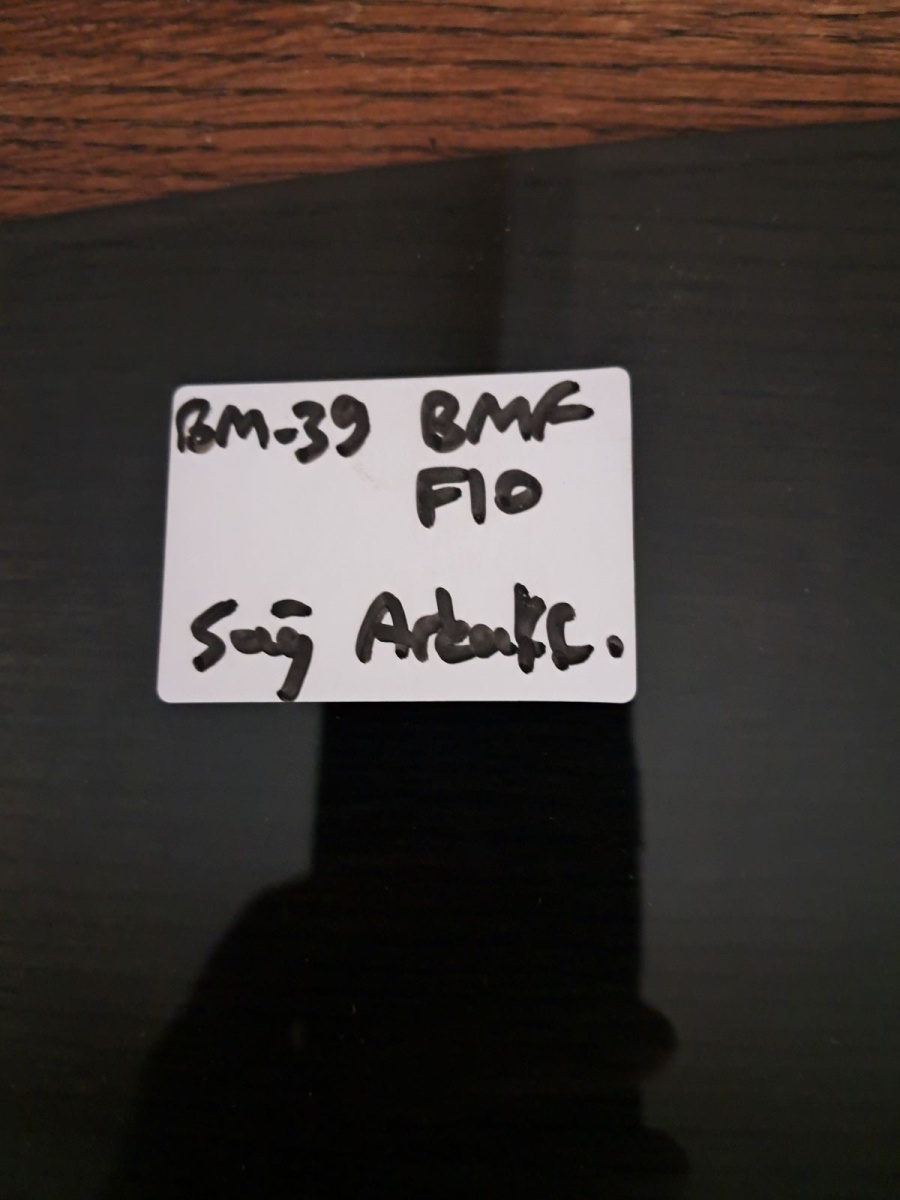 BM-39 BMF
F10
Sağ Arka K.C.